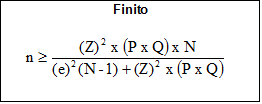 Finito
n ≥ (Z)² x (P x Q) x N
(e)² (N - 1) + (Z)² x (P x Q)